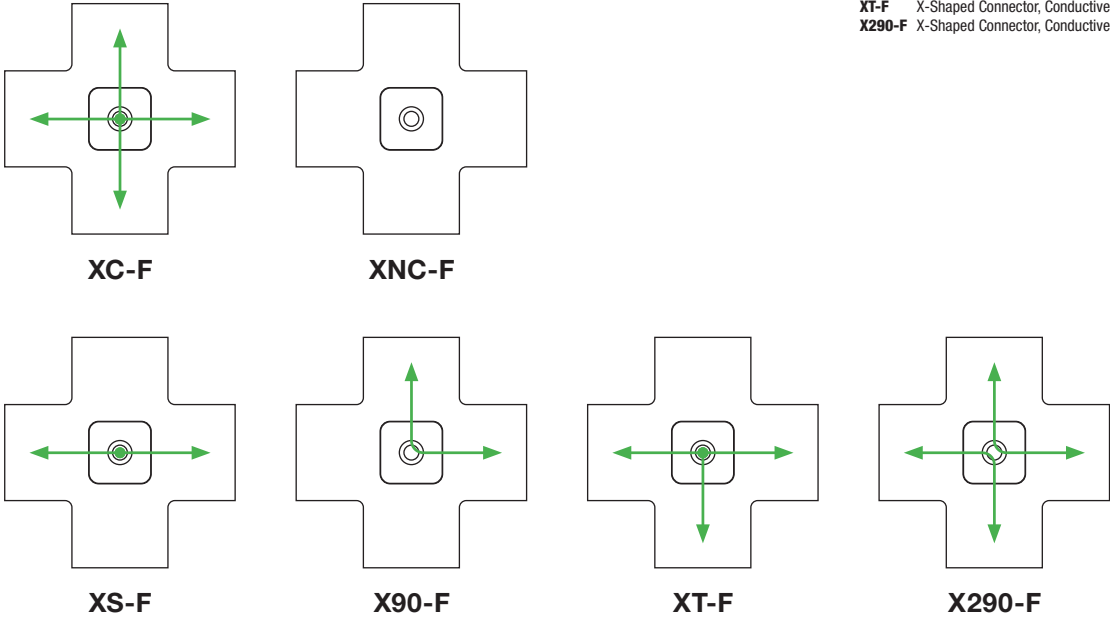 XT-F X-Shaped Connector, Conductive
X290-F X-Shaped Connector, Conductive
XC-F
XNC-F
XS-F
X90-F
XT-F
X290-F